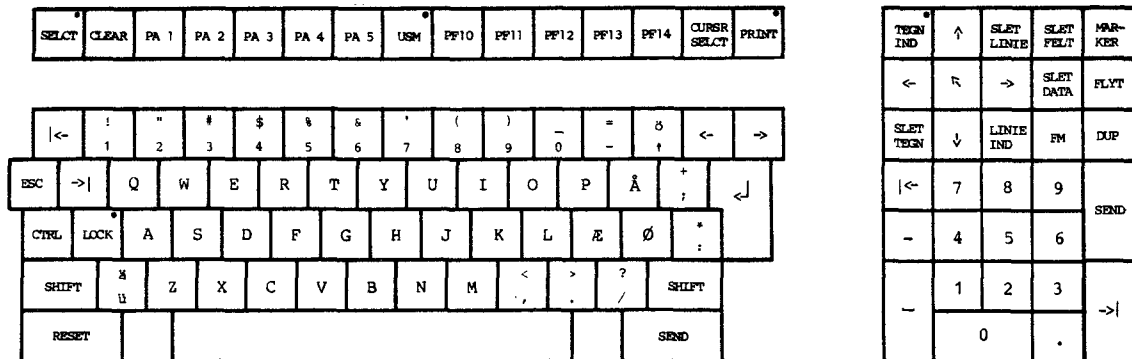 SELCT CLEAR PA 1 PA 2 PA 3 PA 4 PA 5 USM PF10 PF11 PF12 PF13 PF14 CURSR SELCT PRINT
|<- ! 1 " 2 # 3 $ 4 % 5 & 6 ' 7 ( 8 ) 9 _ 0 = - ↑ <- ->
ESC ->| Q W E R T Y U I O P Å + ; ↵
CTRL LOCK A S D F G H J K L Æ Ø * :
SHIFT Ü Z X C V B N M < , > . ? / SHIFT
RESET SEND
TEGN IND ↑ SLET LINIE SLET FELT MAR-KER
<- ↖ -> SLET DATA FLYT
SLET TEGN ↓ LINIE IND FM DUP
|<- 7 8 9 SEND
- 4 5 6
- 1 2 3 ->|
0 .